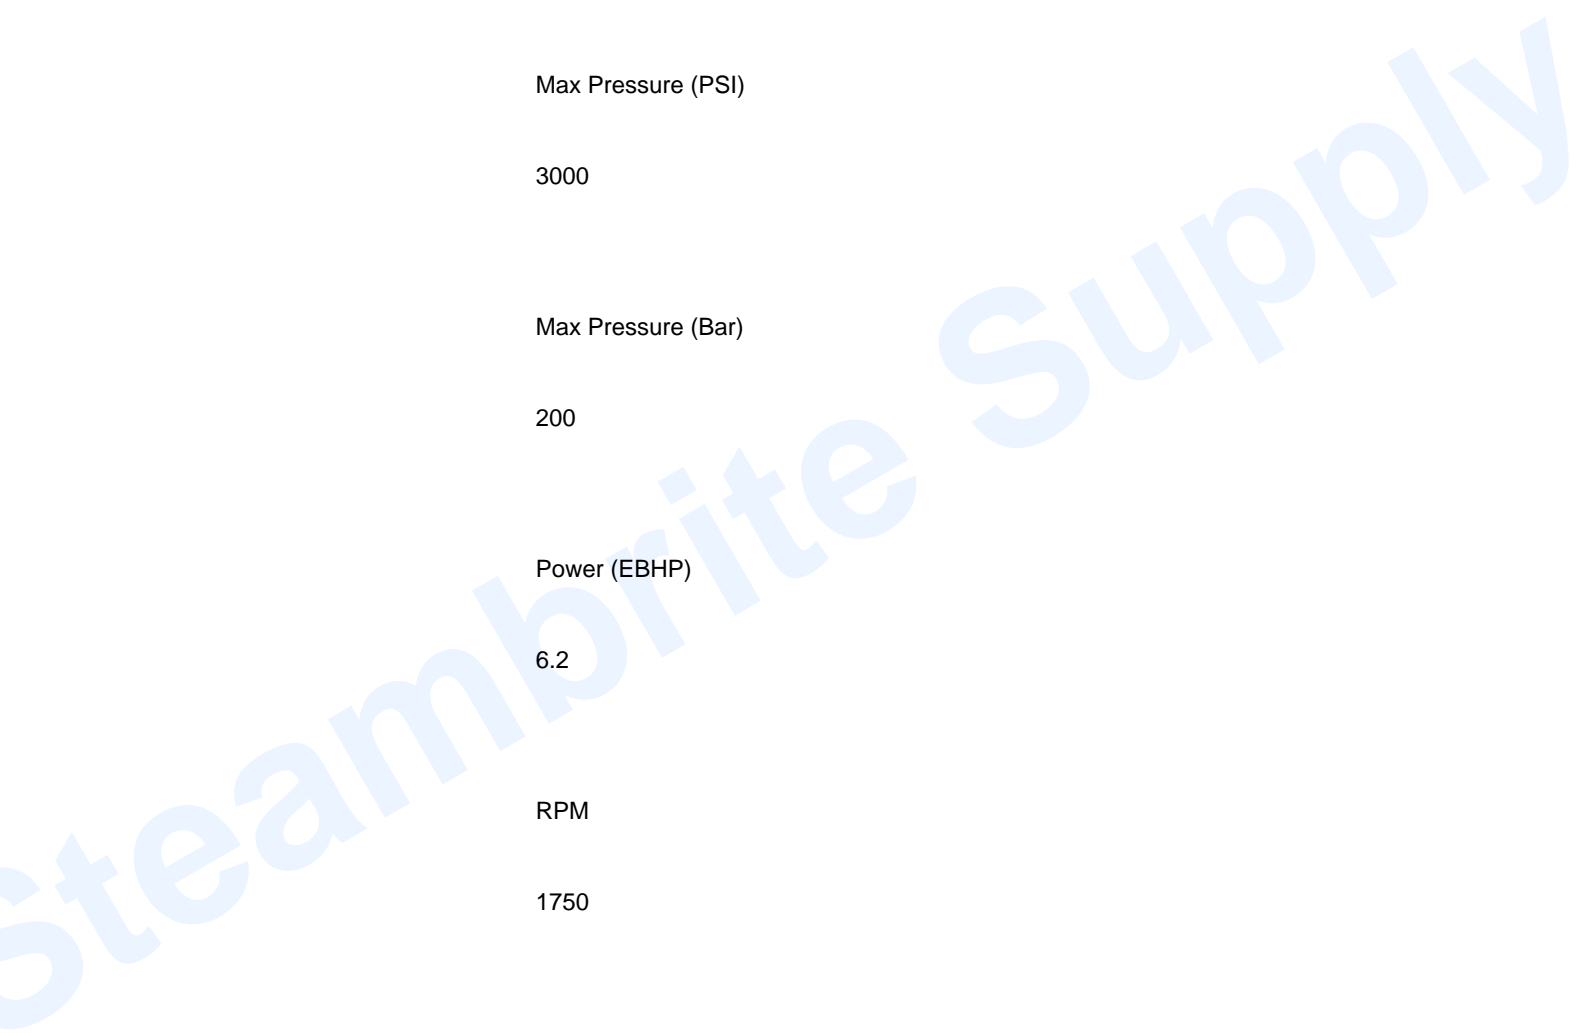 Max Pressure (PSI)
3000
Max Pressure (Bar)
200
Power (EBHP)
6.2
RPM
1750
Steambrite Supply